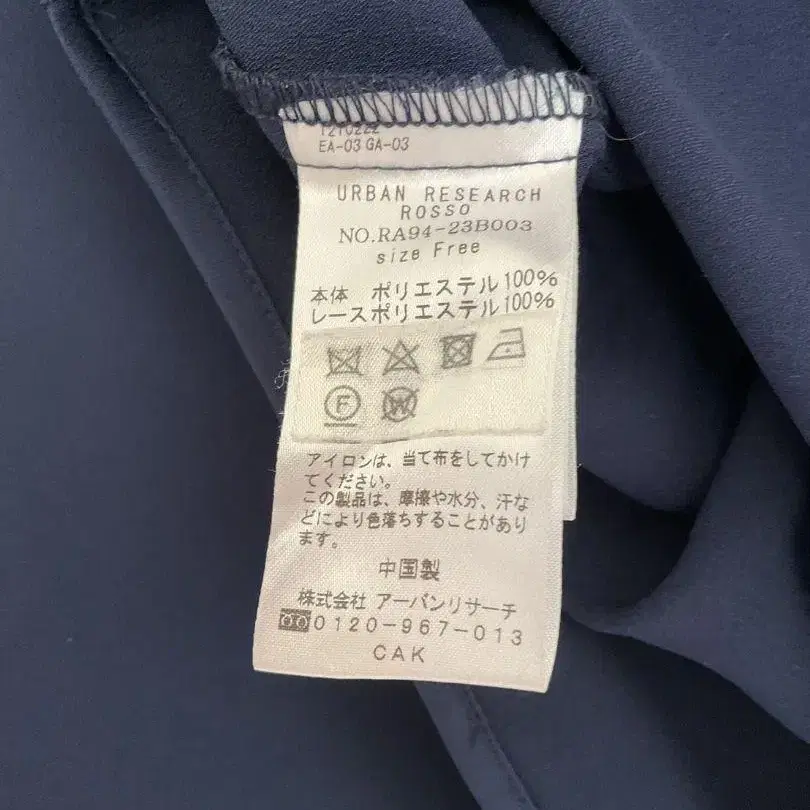 1210222
EA-03 GA-03
URBAN RESEARCH
ROSSO
NO.RA94-23B003
size Free
本体 ポリエステル100%
レースポリエステル100%
F W
アイロンは、当て布をしてかけ
てください。
この製品は、摩擦や水分、汗な
どにより色落ちすることがあり
ます。
中国製
株式会社 アーバンリサーチ
0120-967-013
CAK